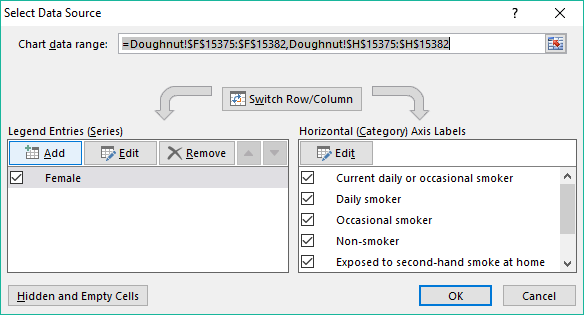 Select Data Source
? ×
Chart data range: =Doughnut!$F$15375:$F$15382,Doughnut!$H$15375:$H$15382
Switch Row/Column
Legend Entries (Series)
Add Edit Remove
Female
Horizontal (Category) Axis Labels
Edit
Current daily or occasional smoker
Daily smoker
Occasional smoker
Non-smoker
Exposed to second-hand smoke at home
Hidden and Empty Cells
OK Cancel